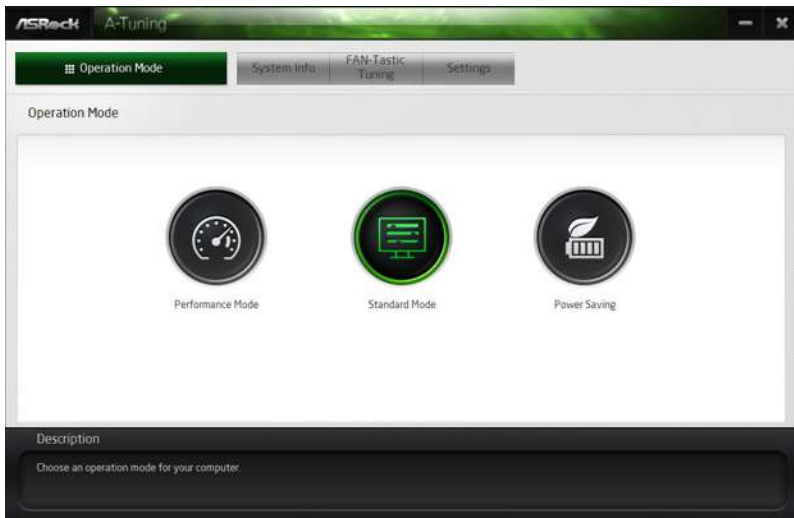 ASRock A-Tuning
Operation Mode System Info FAN-Tastic Tuning Settings
Operation Mode
Performance Mode Standard Mode Power Saving
Description
Choose an operation mode for your computer.